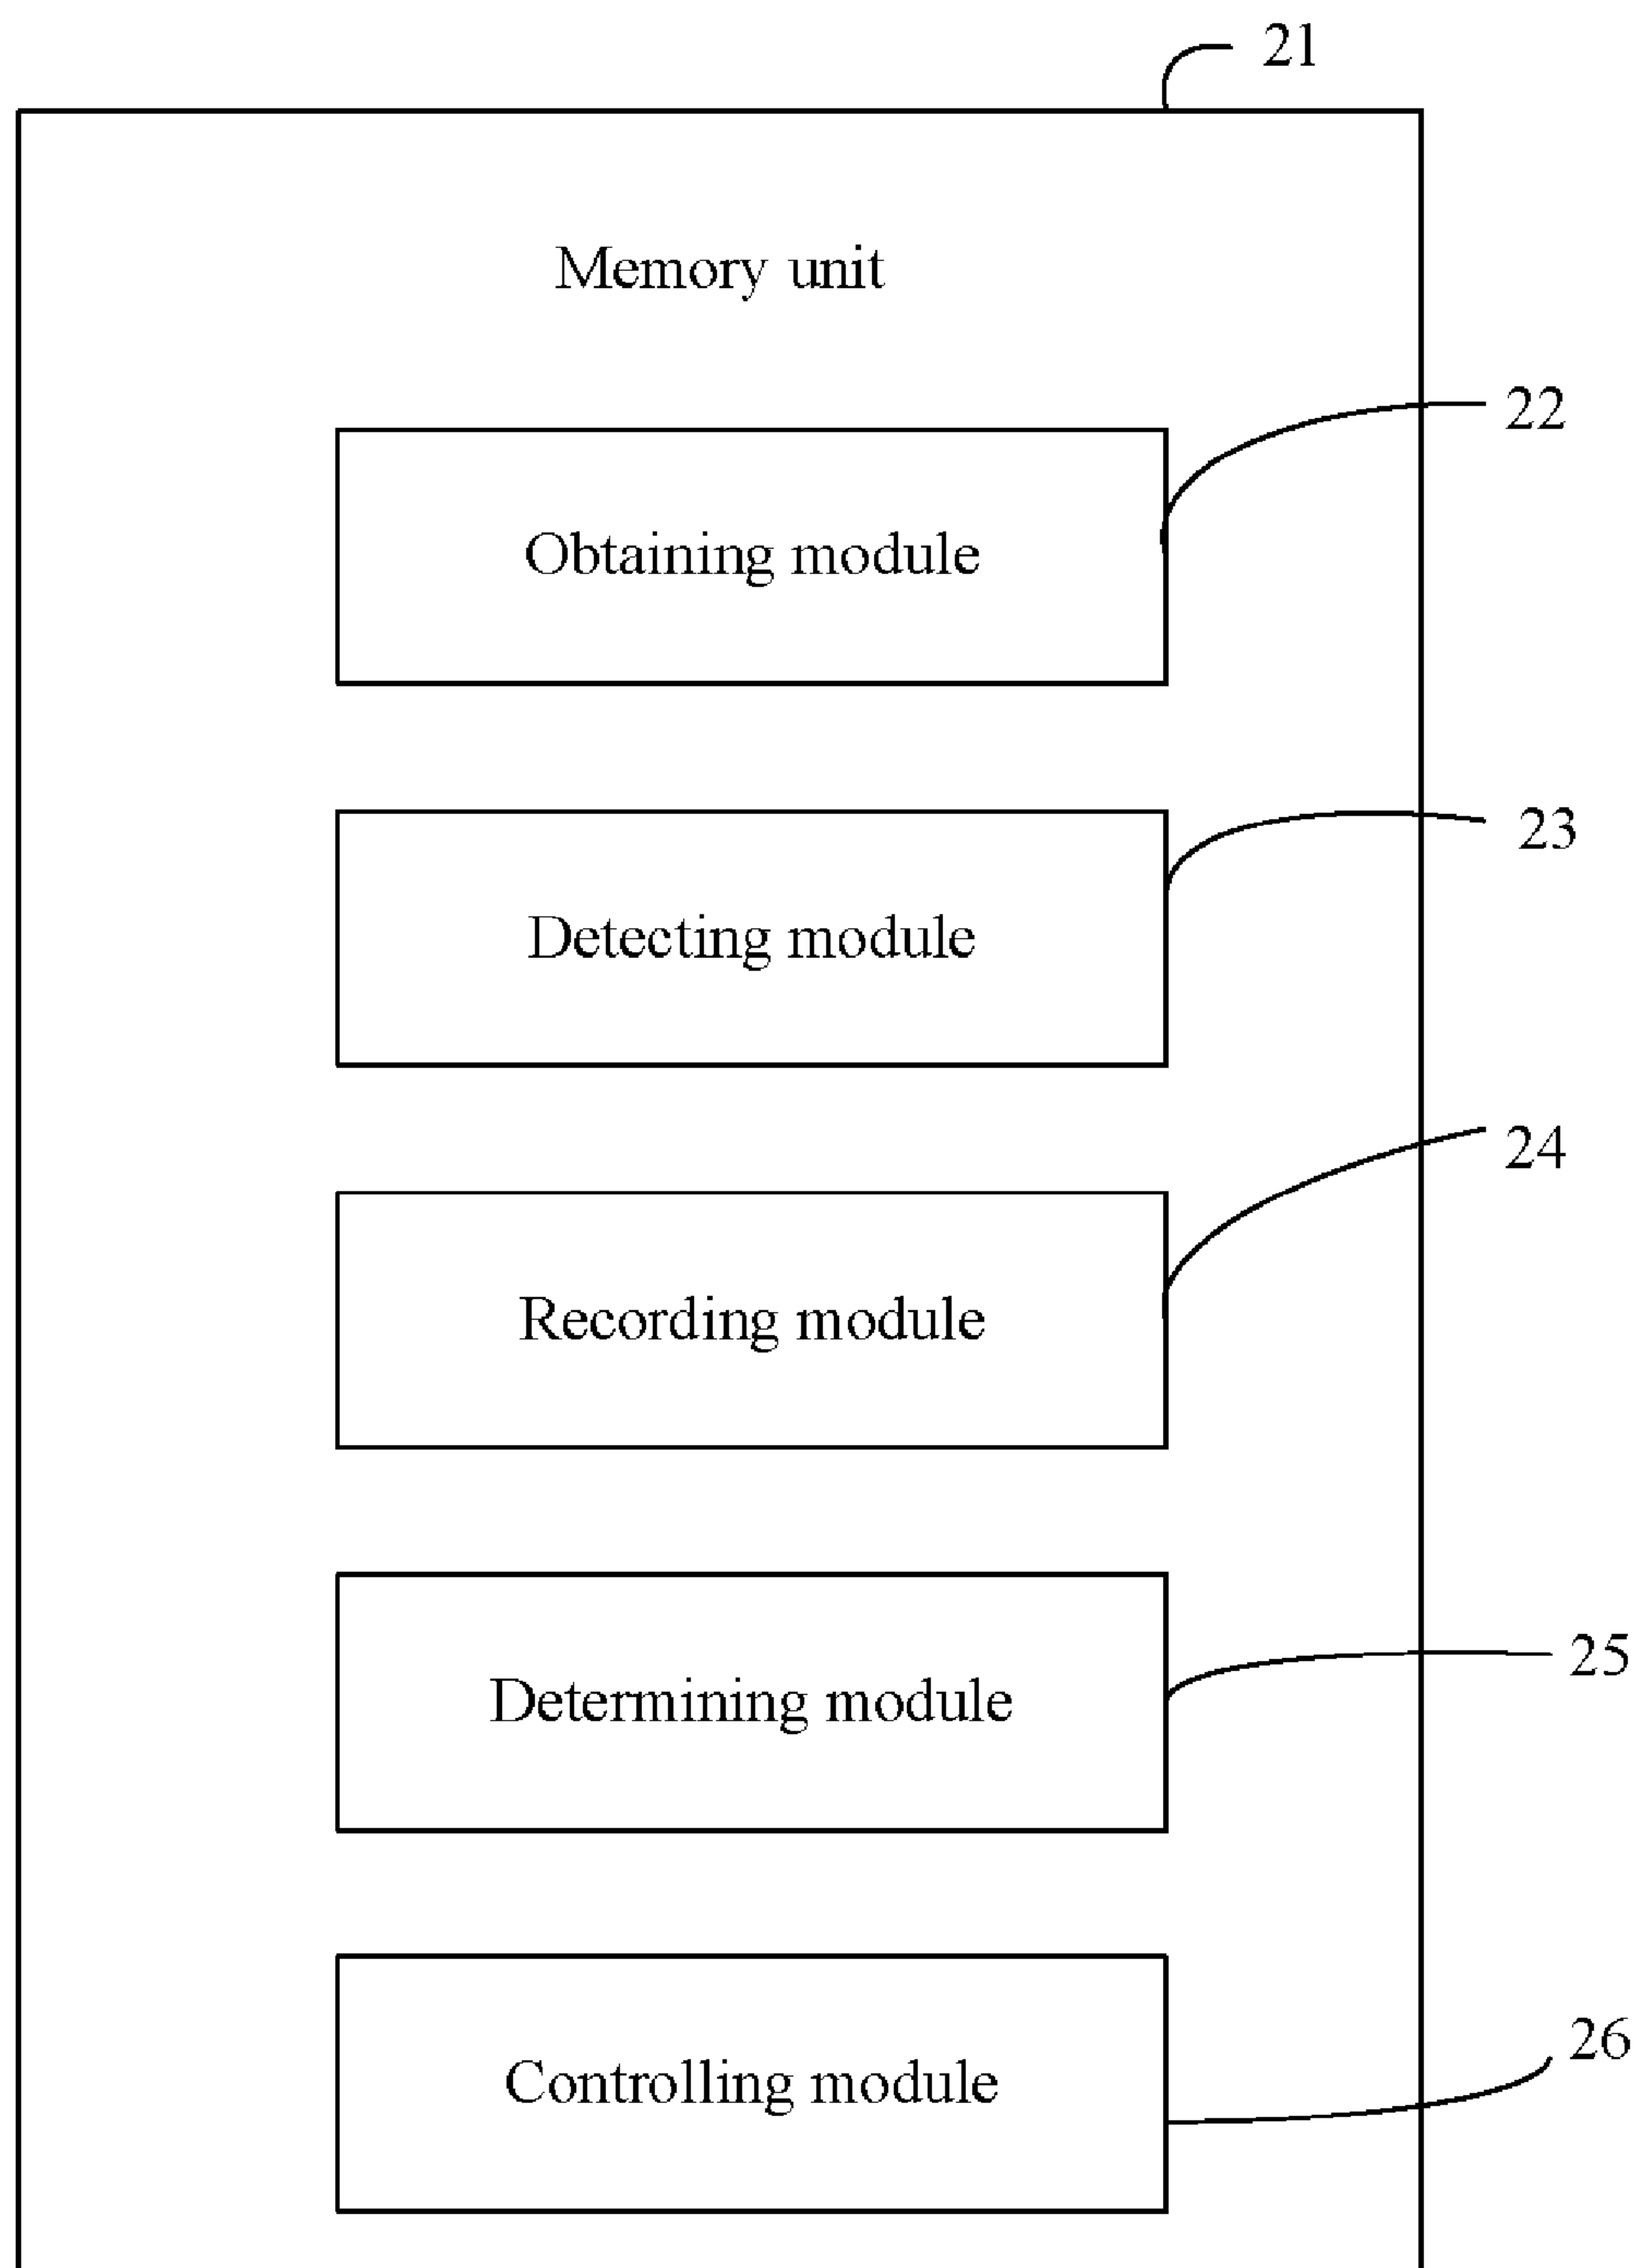 21
Memory unit
22
Obtaining module
23
Detecting module
24
Recording module
25
Determining module
26
Controlling module